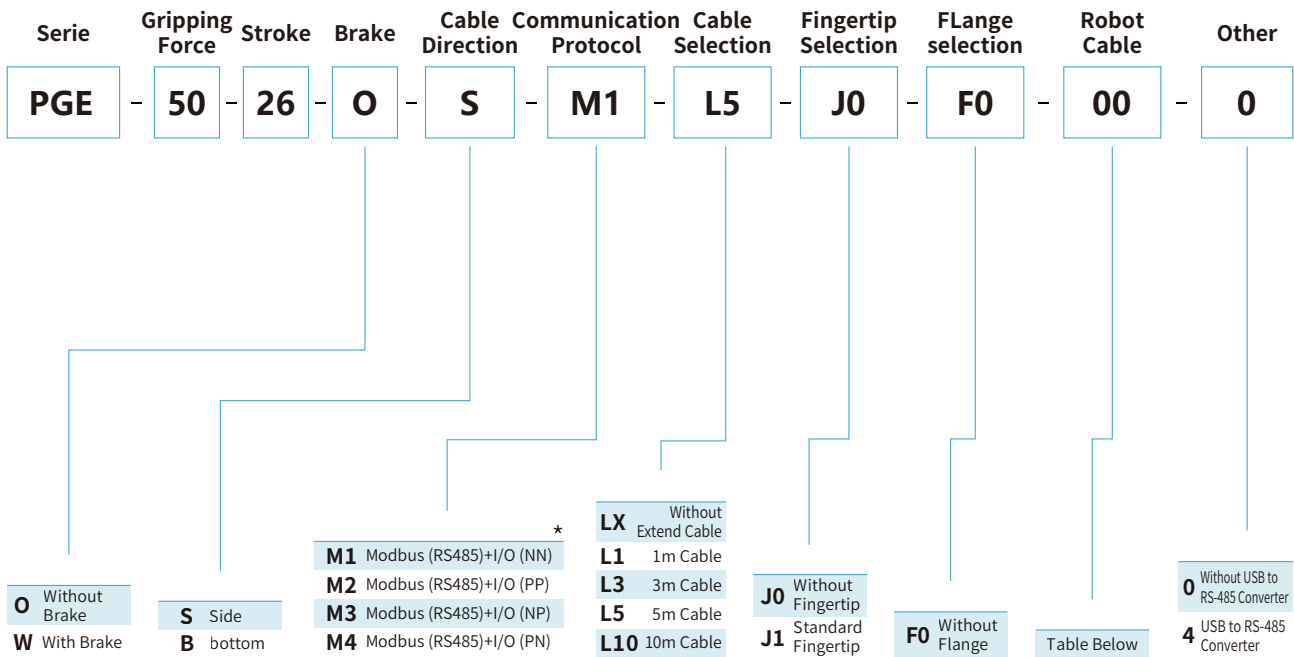 Serie
Gripping
Force
Stroke
Brake
Cable
Direction
Communication
Protocol
Cable
Selection
Fingertip
Selection
FLange
selection
Robot
Cable
Other
PGE - 50 - 26 - O - S - M1 - L5 - J0 - F0 - 00 - 0
O Without
Brake
W With Brake
S Side
B bottom
*
M1 Modbus (RS485)+I/O (NN)
M2 Modbus (RS485)+I/O (PP)
M3 Modbus (RS485)+I/O (NP)
M4 Modbus (RS485)+I/O (PN)
LX Without
Extend Cable
L1 1m Cable
L3 3m Cable
L5 5m Cable
L10 10m Cable
J0 Without
Fingertip
J1 Standard
Fingertip
F0 Without
Flange
Table Below
0 Without USB to
RS-485 Converter
4 USB to RS-485
Converter